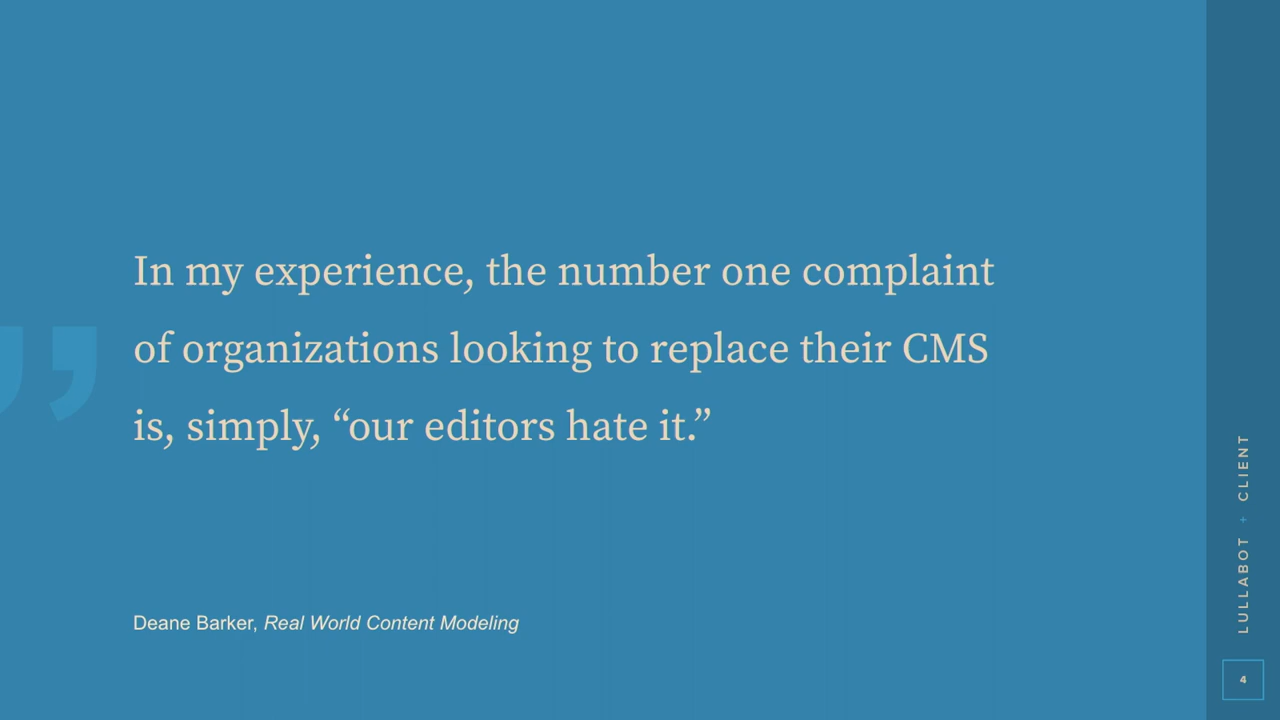 In my experience, the number one complaint
of organizations looking to replace their CMS
is, simply, “our editors hate it.”
Deane Barker, Real World Content Modeling
LULLABOT + CLIENT
4